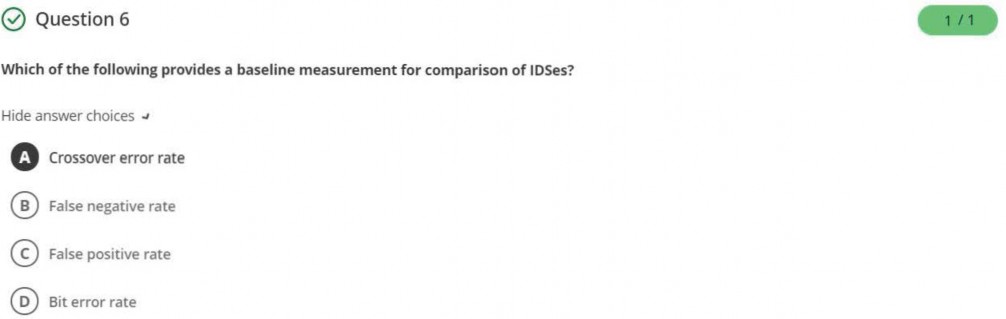 Question 6
1 / 1
Which of the following provides a baseline measurement for comparison of IDSes?
Hide answer choices
A Crossover error rate
B False negative rate
C False positive rate
D Bit error rate